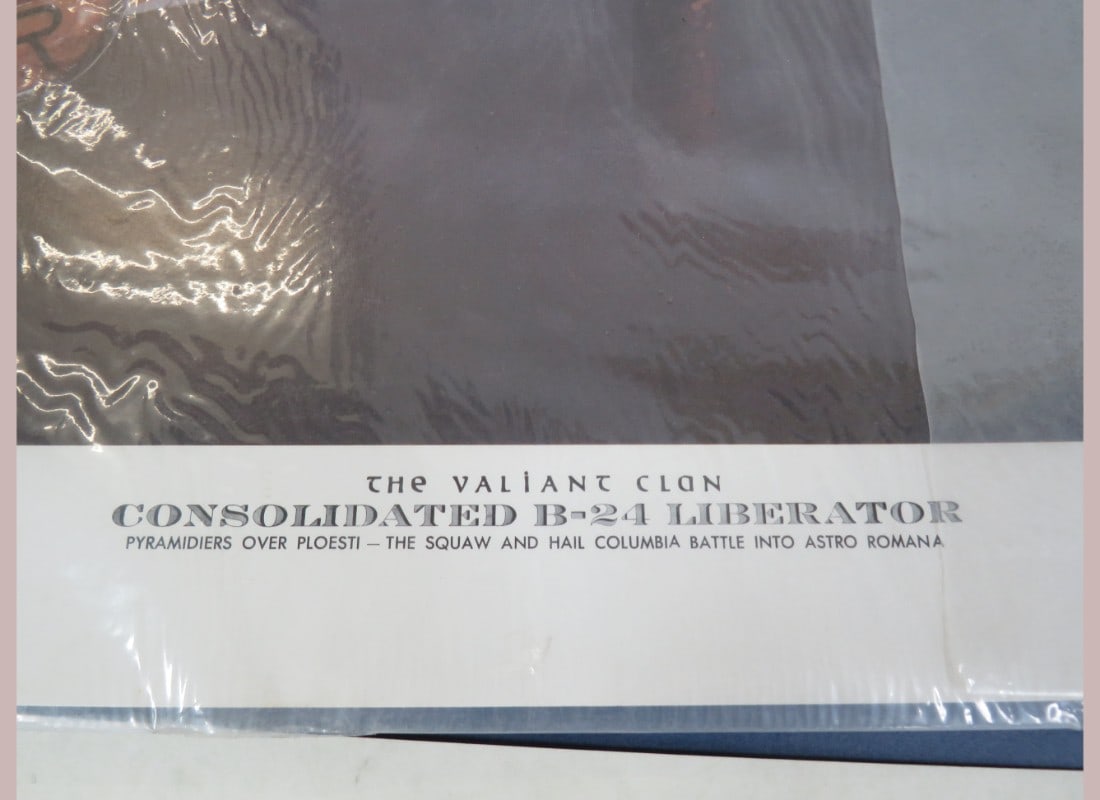 THE VALIANT CLAN
CONSOLIDATED B-24 LIBERATOR
PYRAMIDIERS OVER PLOESTI — THE SQUAW AND HAIL COLUMBIA BATTLE INTO ASTRO ROMANA